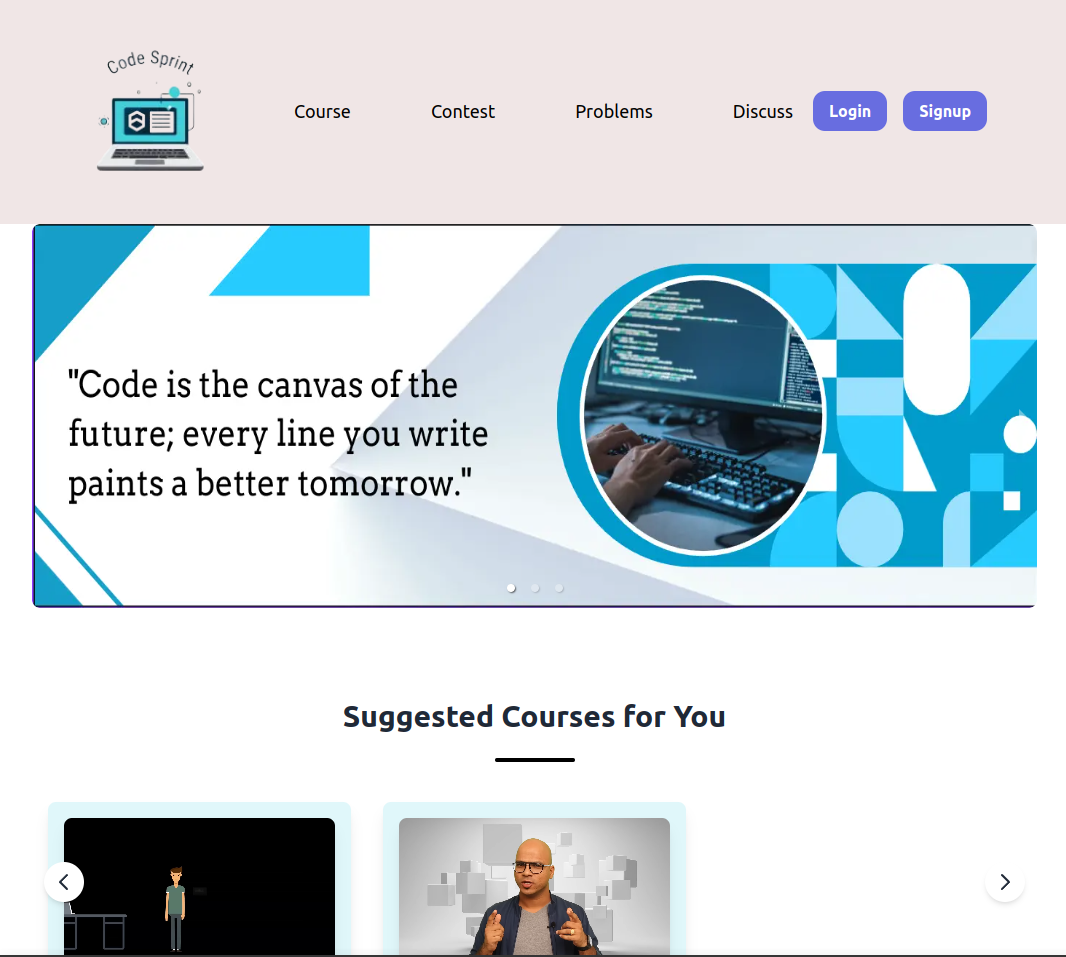 Code Sprint
Course
Contest
Problems
Discuss
Login
Signup
"Code is the canvas of the
future; every line you write
paints a better tomorrow."
Suggested Courses for You